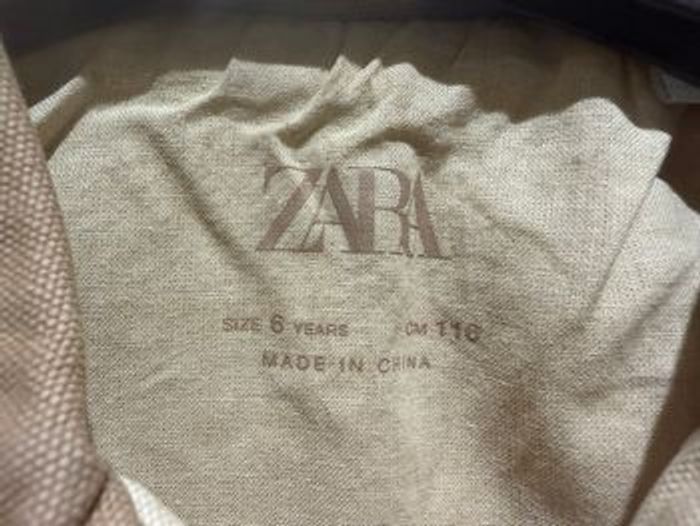 ZARA
SIZE 6 YEARS CM 116
MADE IN CHINA